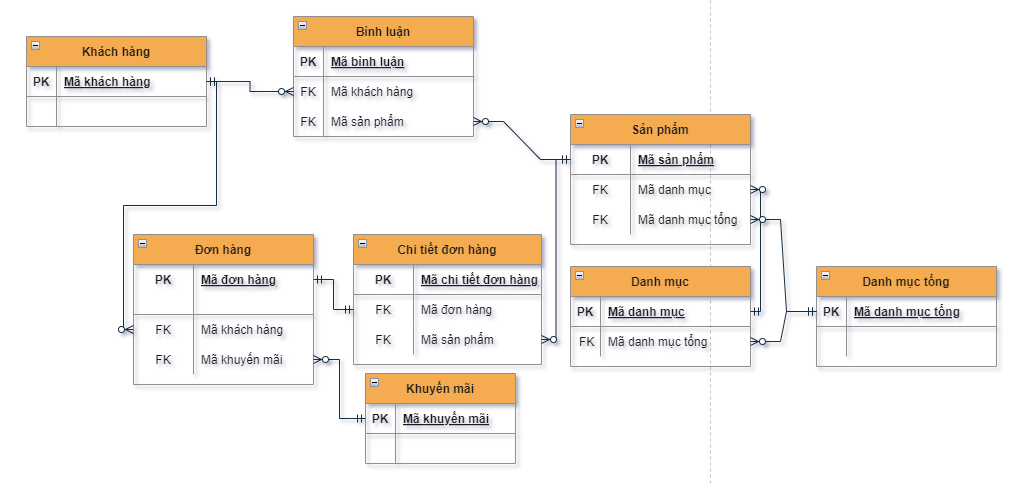 Khách hàng
PK Mã khách hàng
Bình luận
PK Mã bình luận
FK Mã khách hàng
FK Mã sản phẩm
Sản phẩm
PK Mã sản phẩm
FK Mã danh mục
FK Mã danh mục tổng
Đơn hàng
PK Mã đơn hàng
FK Mã khách hàng
FK Mã khuyến mãi
Chi tiết đơn hàng
PK Mã chi tiết đơn hàng
FK Mã đơn hàng
FK Mã sản phẩm
Danh mục
PK Mã danh mục
FK Mã danh mục tổng
Danh mục tổng
PK Mã danh mục tổng
Khuyến mãi
PK Mã khuyến mãi